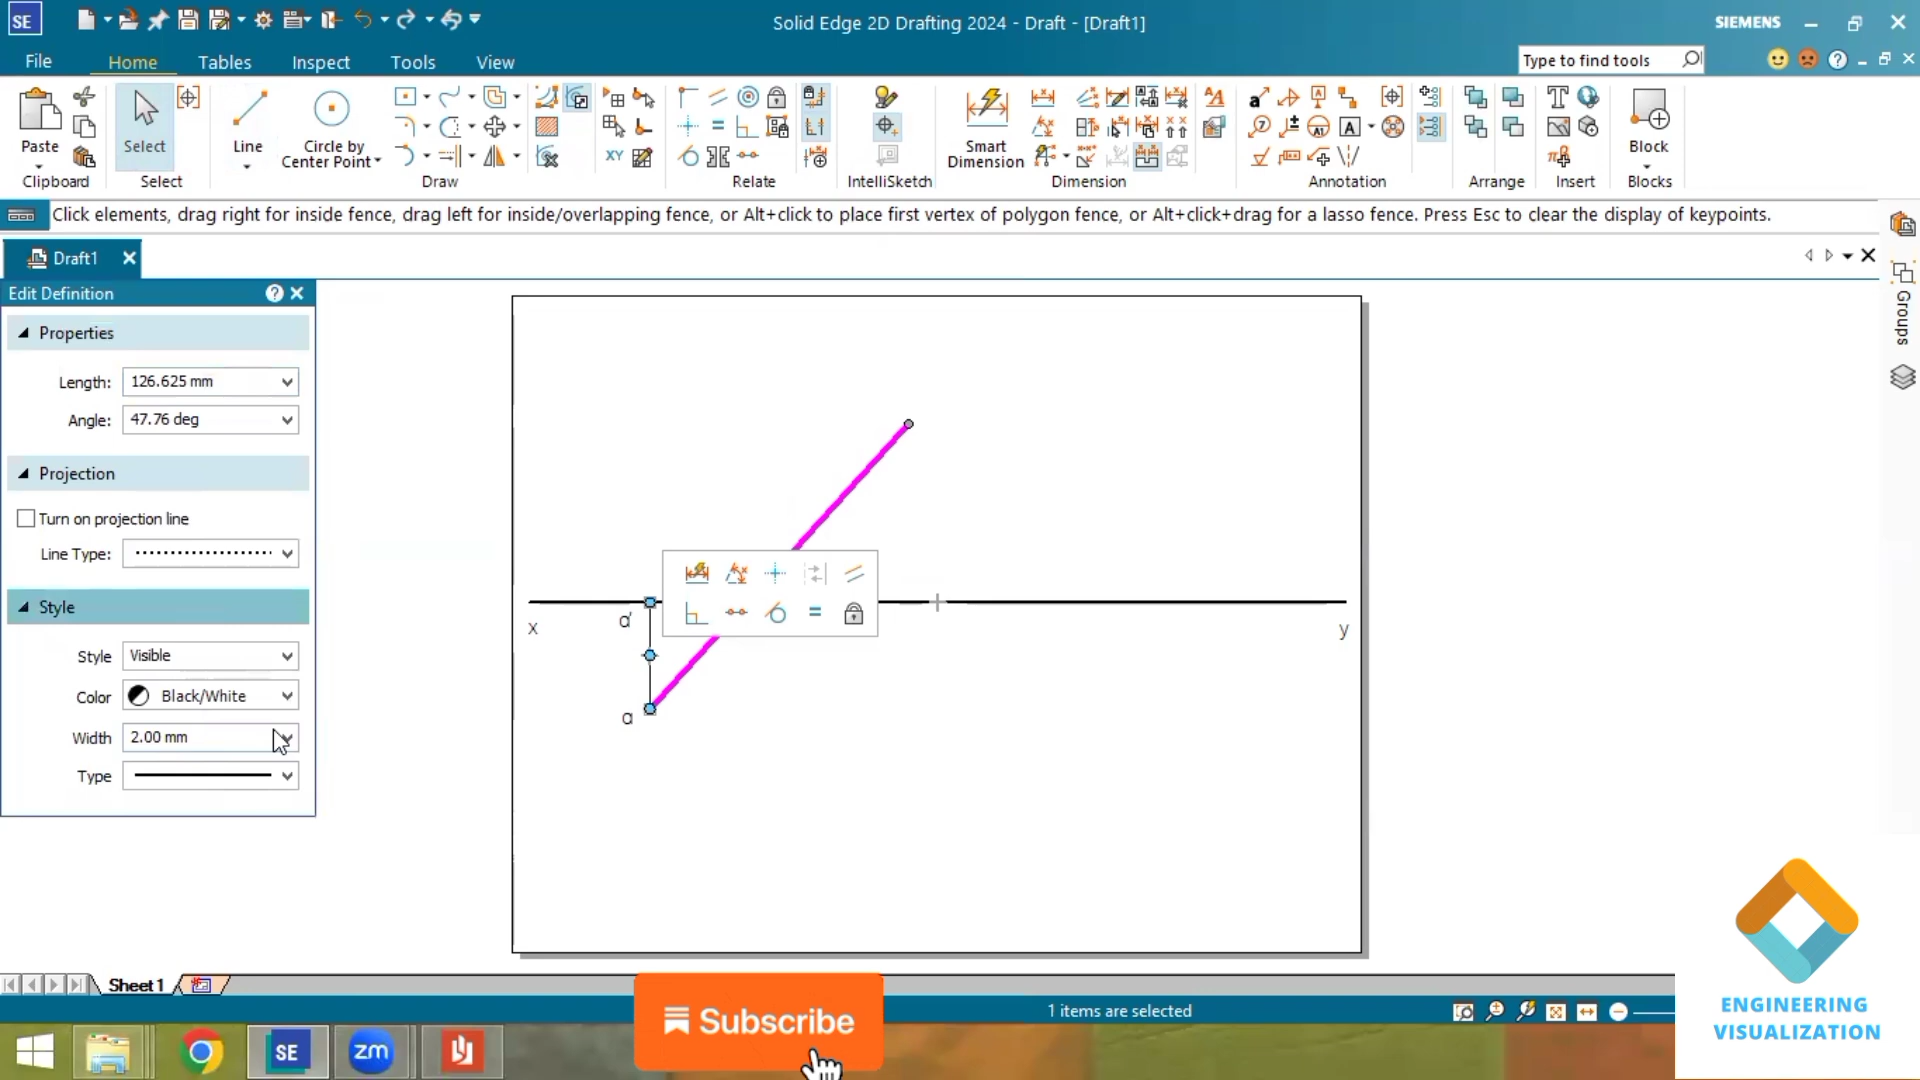 SE
Solid Edge 2D Drafting 2024 - Draft - [Draft1]
SIEMENS
File
Home
Tables
Inspect
Tools
View
Type to find tools
Paste
Clipboard
Select
Select
Line
Circle by
Center Point
Draw
XY
Relate
IntelliSketch
Smart
Dimension
Dimension
Annotation
Arrange
Insert
Block
Blocks
Click elements, drag right for inside fence, drag left for inside/overlapping fence, or Alt+click to place first vertex of polygon fence, or Alt+click+drag for a lasso fence. Press Esc to clear the display of keypoints.
Draft1
Groups
Edit Definition
Properties
Length: 126.625 mm
Angle: 47.76 deg
Projection
Turn on projection line
Line Type:
Style
Style Visible
Color Black/White
Width 2.00 mm
Type
x
a'
y
a
Sheet1
1 items are selected
Subscribe
SE
zm
ENGINEERING
VISUALIZATION